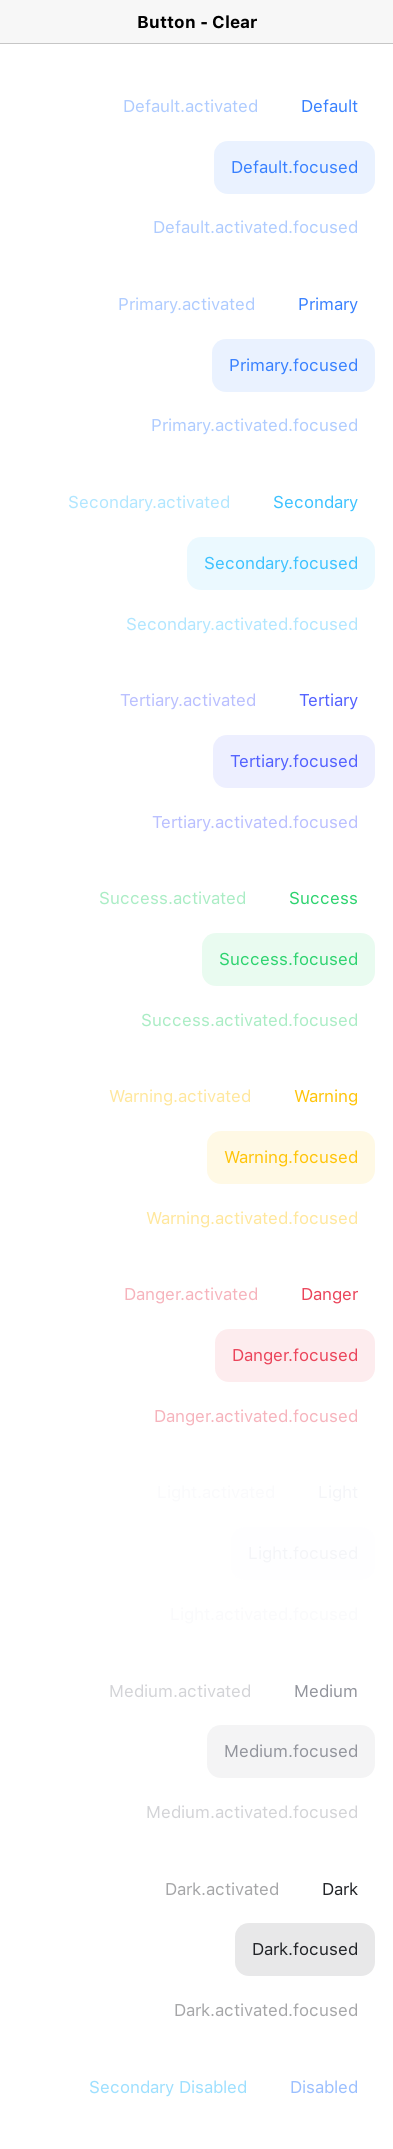 Button - Clear
Default.activated Default
Default.focused
Default.activated.focused
Primary.activated Primary
Primary.focused
Primary.activated.focused
Secondary.activated Secondary
Secondary.focused
Secondary.activated.focused
Tertiary.activated Tertiary
Tertiary.focused
Tertiary.activated.focused
Success.activated Success
Success.focused
Success.activated.focused
Warning.activated Warning
Warning.focused
Warning.activated.focused
Danger.activated Danger
Danger.focused
Danger.activated.focused
Light.activated Light
Light.focused
Light.activated.focused
Medium.activated Medium
Medium.focused
Medium.activated.focused
Dark.activated Dark
Dark.focused
Dark.activated.focused
Secondary Disabled Disabled